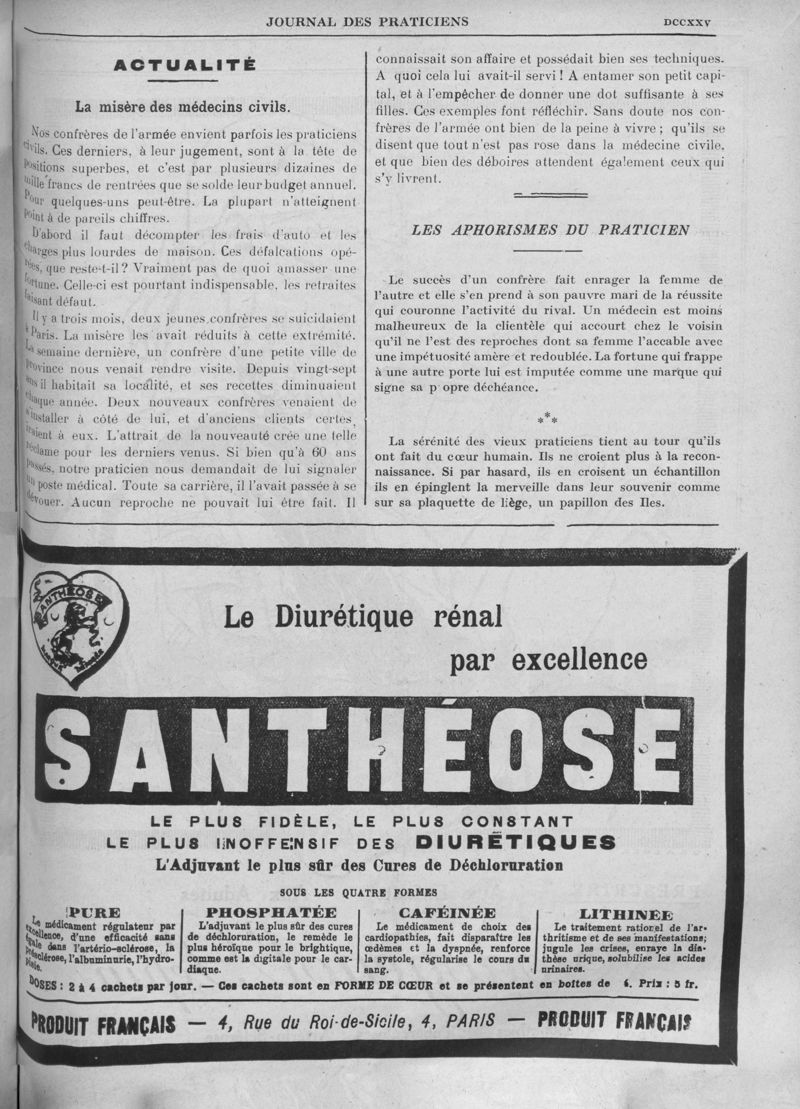 JOURNAL DES PRATICIENS
DCCXXV
ACTUALITÉ
La misère des médecins civils.
Nos confrères de l'armée envient parfois les praticiens
civils. Ces derniers, à leur jugement, sont à la tête de
positions superbes, et c'est par plusieurs dizaines de
mille francs de rentrées que se solde leur budget annuel.
Pour quelques-uns peut-être. La plupart n'atteignent
point à de pareils chiffres.
D'abord il faut décompter les frais d'auto et les
charges plus lourdes de maison. Ces défalcations opé-
rées, que reste-t-il ? Vraiment pas de quoi amasser une
fortune. Celle-ci est pourtant indispensable, les retraites
faisant défaut.
Il y a trois mois, deux jeunes confrères se suicidaient
à Paris. La misère les avait réduits à cette extrémité.
La semaine dernière, un confrère d'une petite ville de
province nous venait rendre visite. Depuis vingt-sept
ans il habitait sa localité, et ses recettes diminuaient
chaque année. Deux nouveaux confrères venaient de
s'installer à côté de lui, et d'anciens clients certes,
iraient à eux. L'attrait de la nouveauté crée une telle
réclame pour les derniers venus. Si bien qu'à 60 ans
passés, notre praticien nous demandait de lui signaler
un poste médical. Toute sa carrière, il l'avait passée à se
dévouer. Aucun reproche ne pouvait lui être fait. Il
connaissait son affaire et possédait bien ses techniques.
A quoi cela lui avait-il servi ! A entamer son petit capi-
tal, et à l'empêcher de donner une dot suffisante à ses
filles. Ces exemples font réfléchir. Sans doute nos con-
frères de l'armée ont bien de la peine à vivre ; qu'ils se
disent que tout n'est pas rose dans la médecine civile,
et que bien des déboires attendent également ceux qui
s'y livrent.
LES APHORISMES DU PRATICIEN
Le succès d'un confrère fait enrager la femme de
l'autre et elle s'en prend à son pauvre mari de la réussite
qui couronne l'activité du rival. Un médecin est moins
malheureux de la clientèle qui accourt chez le voisin
qu'il ne l'est des reproches dont sa femme l'accable avec
une impétuosité amère et redoublée. La fortune qui frappe
à une autre porte lui est imputée comme une marque qui
signe sa p opre déchéance.
***
La sérénité des vieux praticiens tient au tour qu'ils
ont fait du cœur humain. Ils ne croient plus à la recon-
naissance. Si par hasard, ils en croisent un échantillon
ils en épinglent la merveille dans leur souvenir comme
sur sa plaquette de liège, un papillon des Iles.
SANTHÉOSE
Le Diurétique rénal
par excellence
SANTHÉOSE
LE PLUS FIDÈLE, LE PLUS CONSTANT
LE PLUS INOFFENSIF DES DIURÉTIQUES
L'Adjuvant le plus sûr des Cures de Déchloruration
SOUS LES QUATRE FORMES
PURE
Le médicament régulateur par
excellence, d'une efficacité sans
égale dans l'artério-sclérose, la
présclérose, l'albuminurie, l'hydro-
pisie.
PHOSPHATÉE
L'adjuvant le plus sûr des cures
de déchloruration, le remède le
plus héroïque pour le brightique,
comme est la digitale pour le car-
diaque.
CAFÉINÉE
Le médicament de choix des
cardiopathies, fait disparaître les
œdèmes et la dyspnée, renforce
la systole, régularise le cours du
sang.
LITHINÉE
Le traitement rationel de l'ar-
thritisme et de ses manifestations;
jugule les crises, enraye la dia-
thèse urique, solubilise les acides
urinaires.
DOSES : 2 à 4 cachets par jour. — Ces cachets sont en FORME DE CŒUR et se présentent en boîtes de 4. Prix : 5 fr.
PRODUIT FRANÇAIS — 4, Rue du Roi-de-Sicile, 4, PARIS — PRODUIT FRANÇAIS